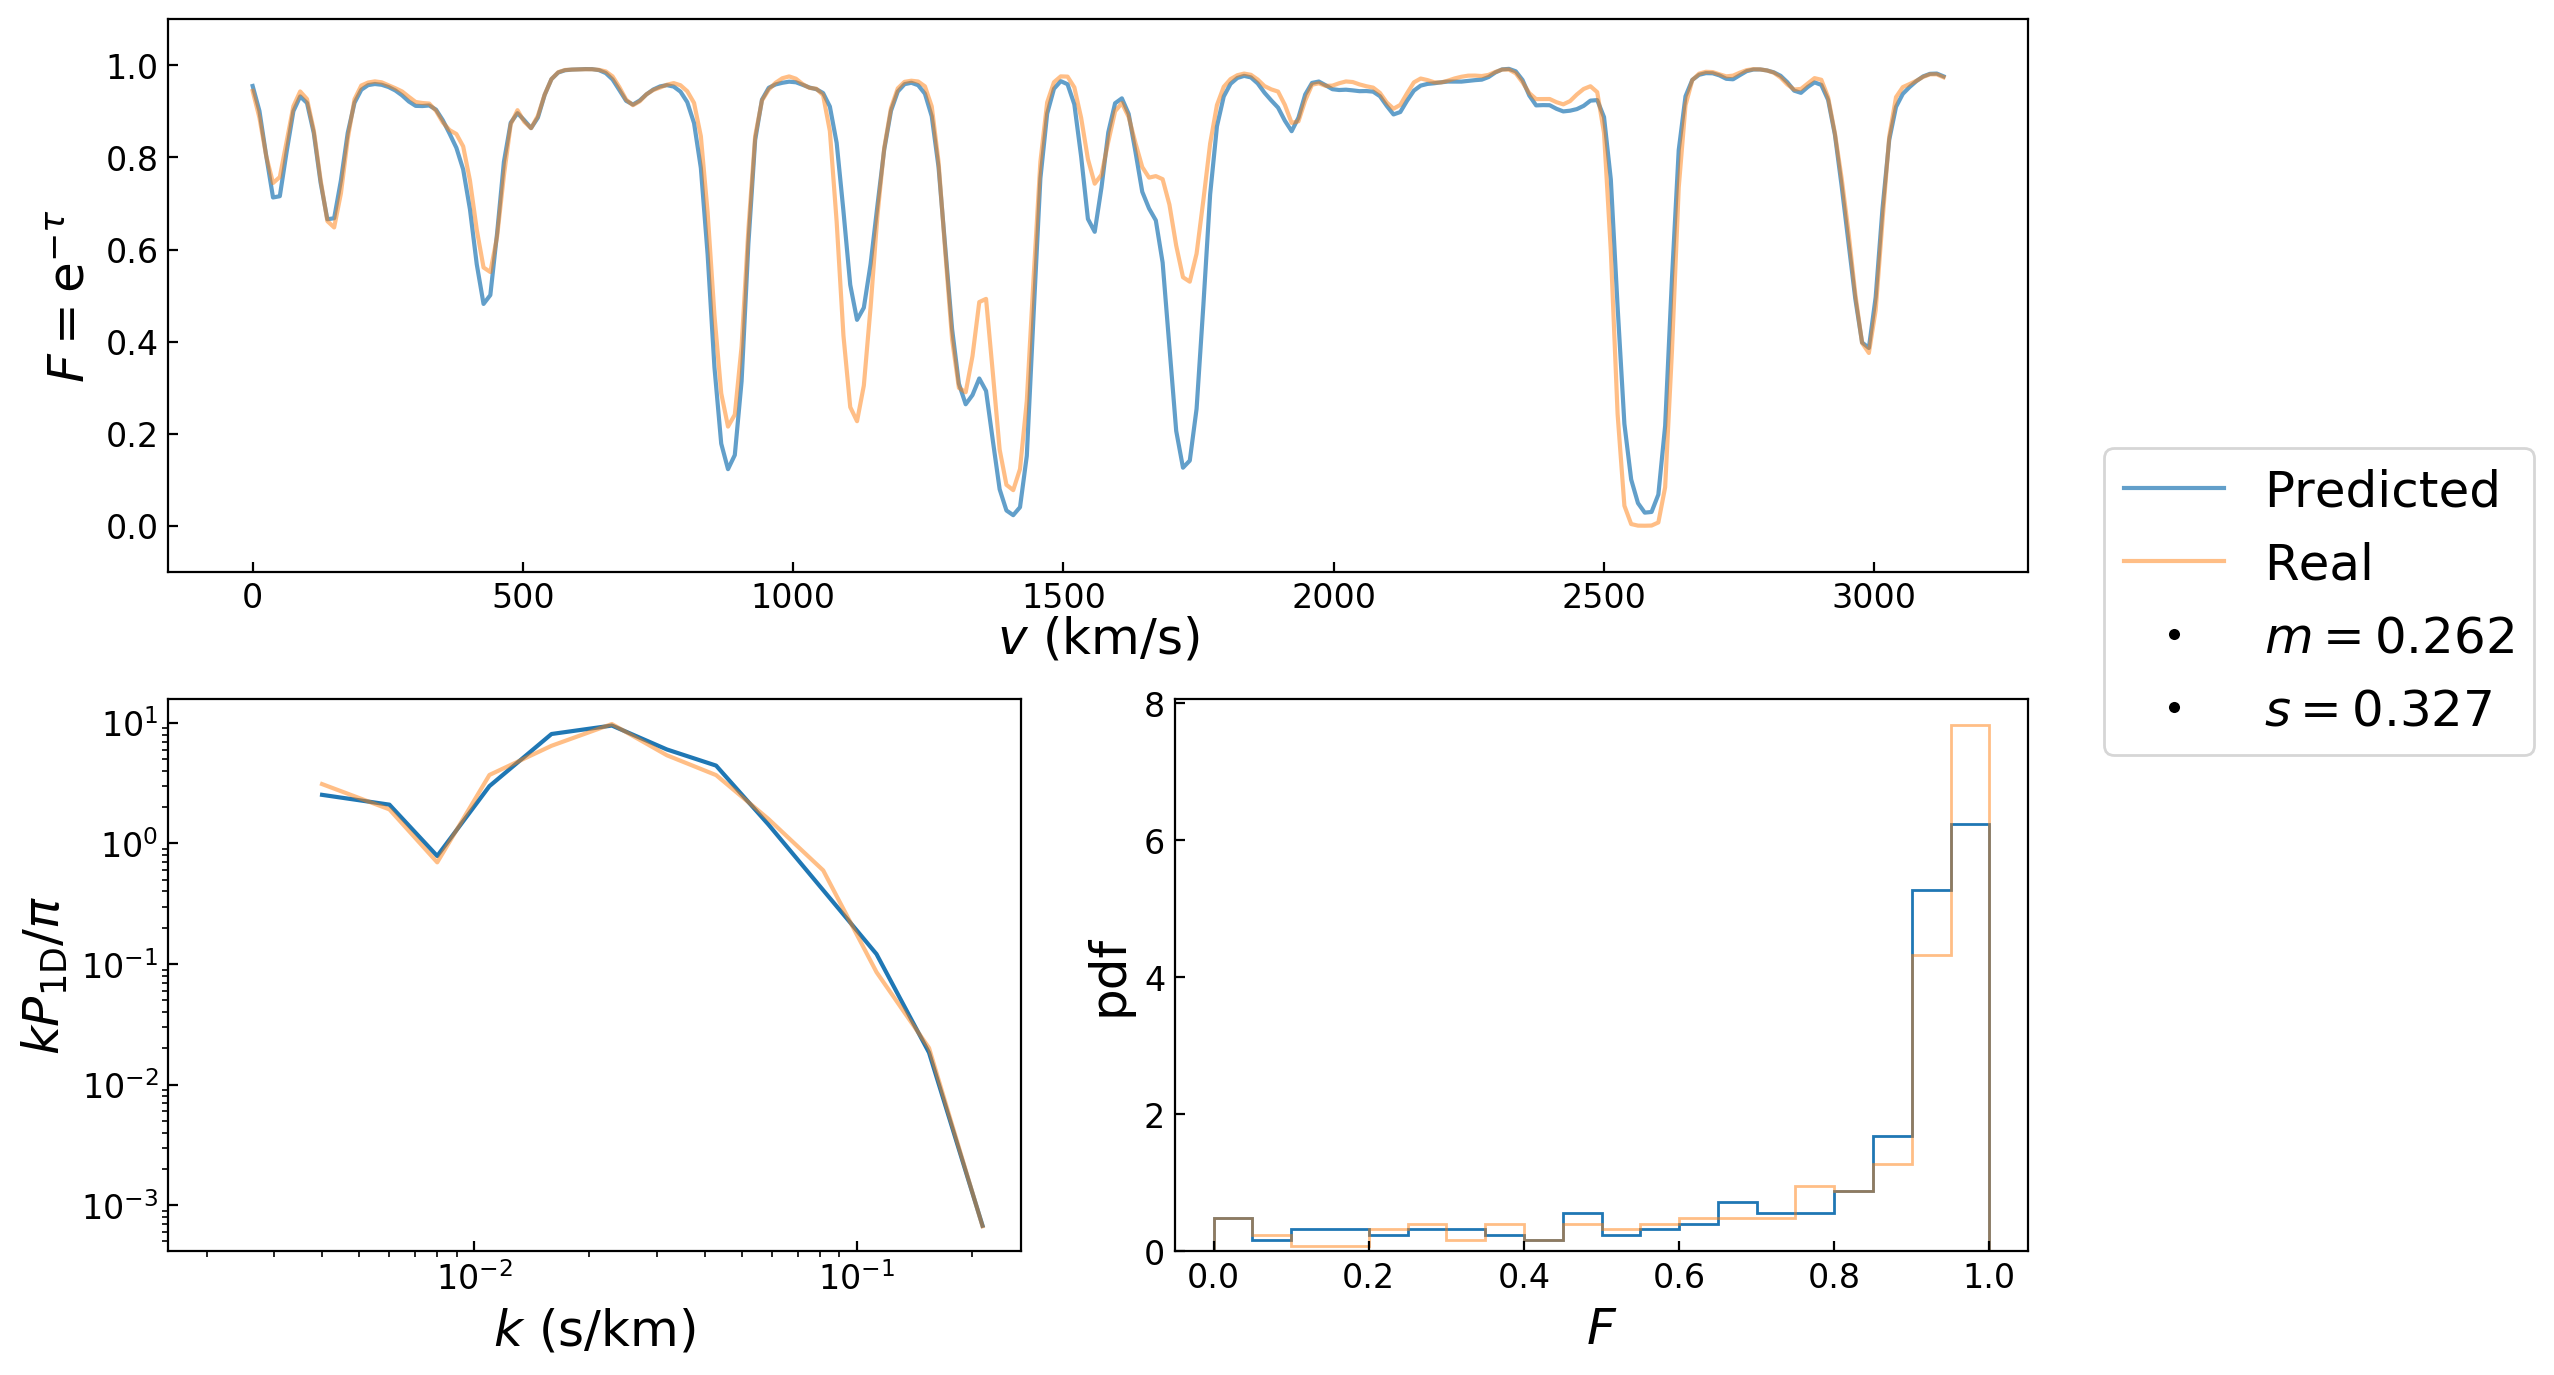 F = e^{-τ}
1.0
0.8
0.6
0.4
0.2
0.0
0 500 1000 1500 2000 2500 3000
v (km/s)
Predicted
Real
m = 0.262
s = 0.327
kP_{1D}/π
10^1
10^0
10^{-1}
10^{-2}
10^{-3}
10^{-2} 10^{-1}
k (s/km)
pdf
8
6
4
2
0
0.0 0.2 0.4 0.6 0.8 1.0
F